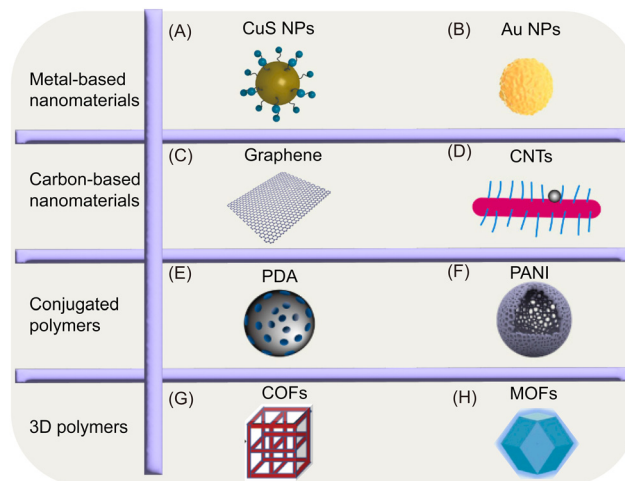 (A)
CuS NPs
(B)
Au NPs
Metal-based
nanomaterials
(C)
Graphene
(D)
CNTs
Carbon-based
nanomaterials
(E)
PDA
(F)
PANI
Conjugated
polymers
(G)
COFs
(H)
MOFs
3D polymers